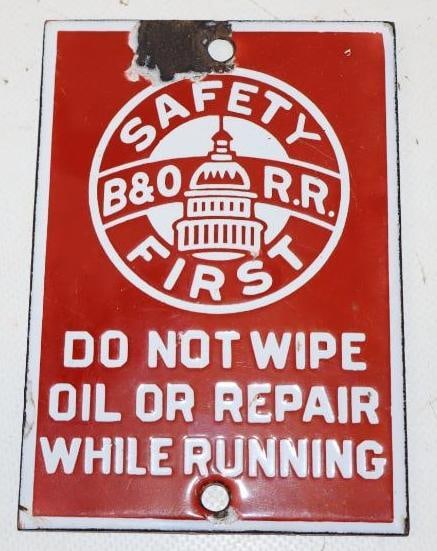 SAFETY
B&O R.R.
FIRST
DO NOT WIPE
OIL OR REPAIR
WHILE RUNNING